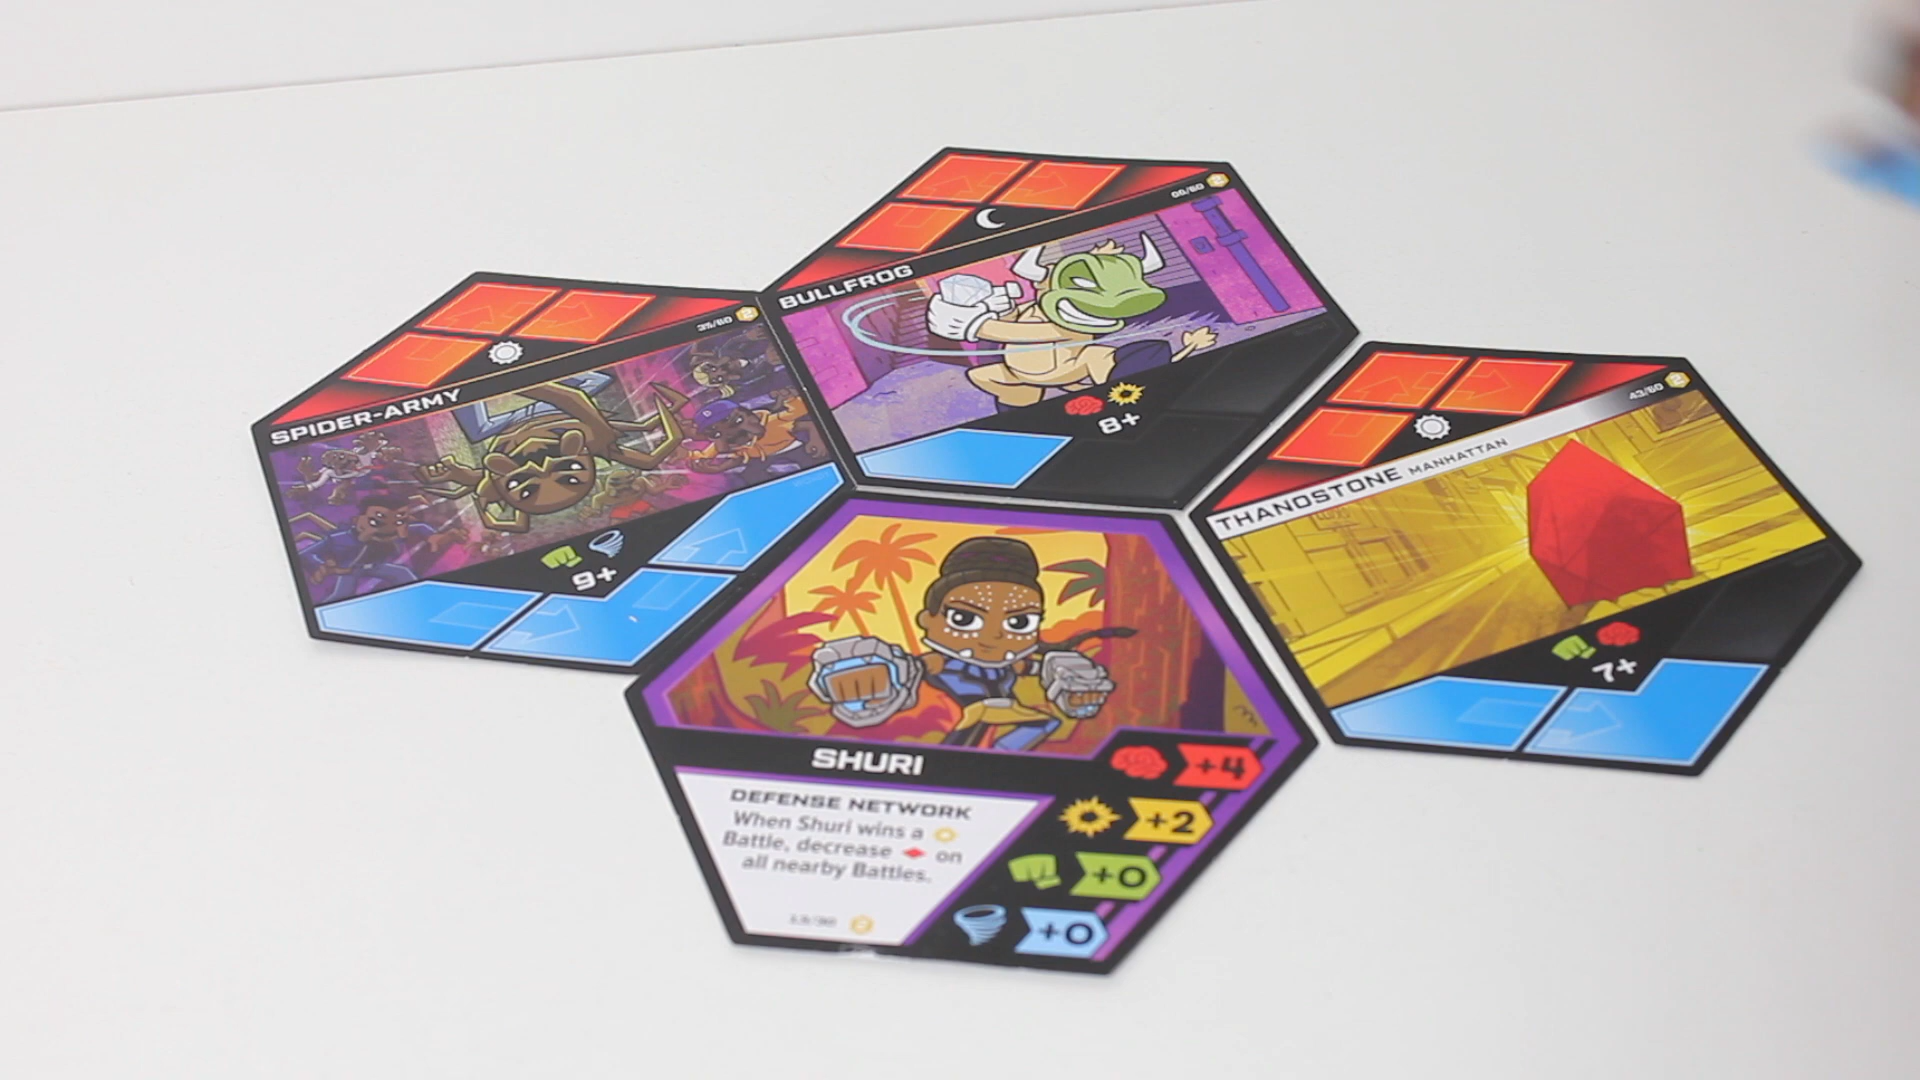 06/60
BULLFROG
8+
35/60
SPIDER-ARMY
9+
43/60
THANOSTONE MANHATTAN
7+
SHURI
+4
+2
+0
+0
DEFENSE NETWORK
When Shuri wins a
Battle, decrease on
all nearby Battles.